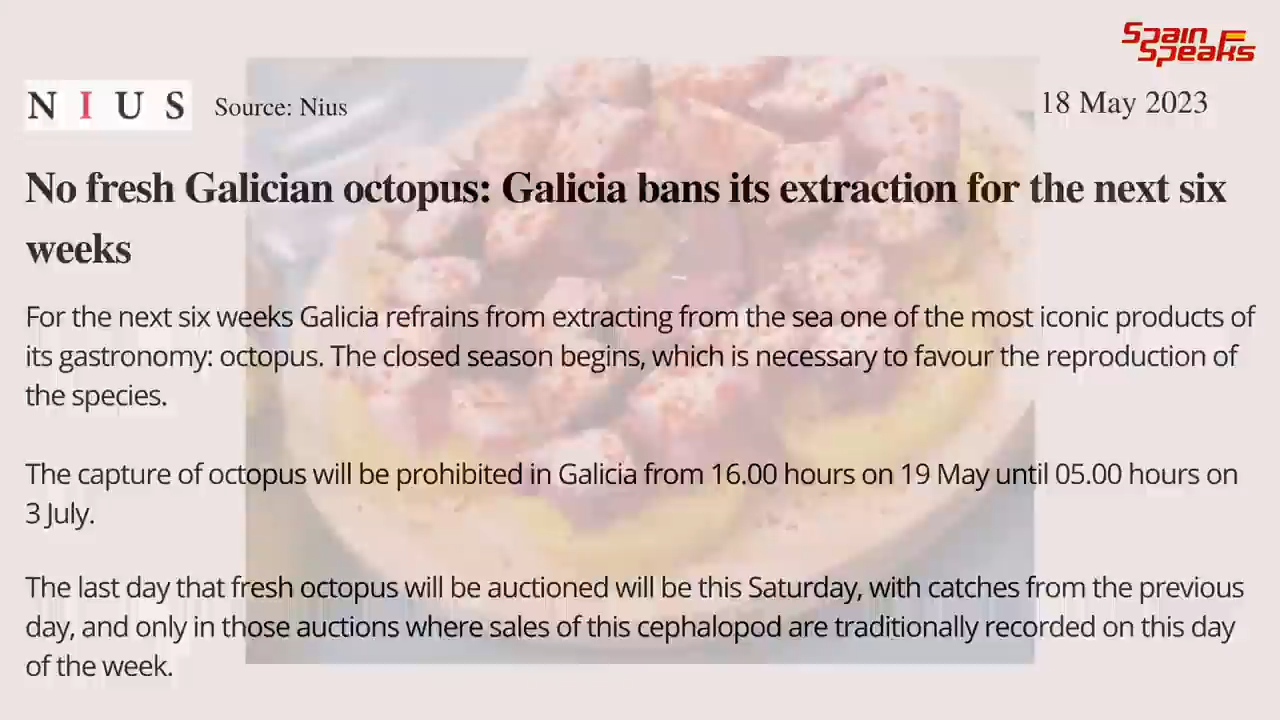 Spain
Speaks
NIUS Source: Nius 18 May 2023
No fresh Galician octopus: Galicia bans its extraction for the next six
weeks
For the next six weeks Galicia refrains from extracting from the sea one of the most iconic products of
its gastronomy: octopus. The closed season begins, which is necessary to favour the reproduction of
the species.
The capture of octopus will be prohibited in Galicia from 16.00 hours on 19 May until 05.00 hours on
3 July.
The last day that fresh octopus will be auctioned will be this Saturday, with catches from the previous
day, and only in those auctions where sales of this cephalopod are traditionally recorded on this day
of the week.